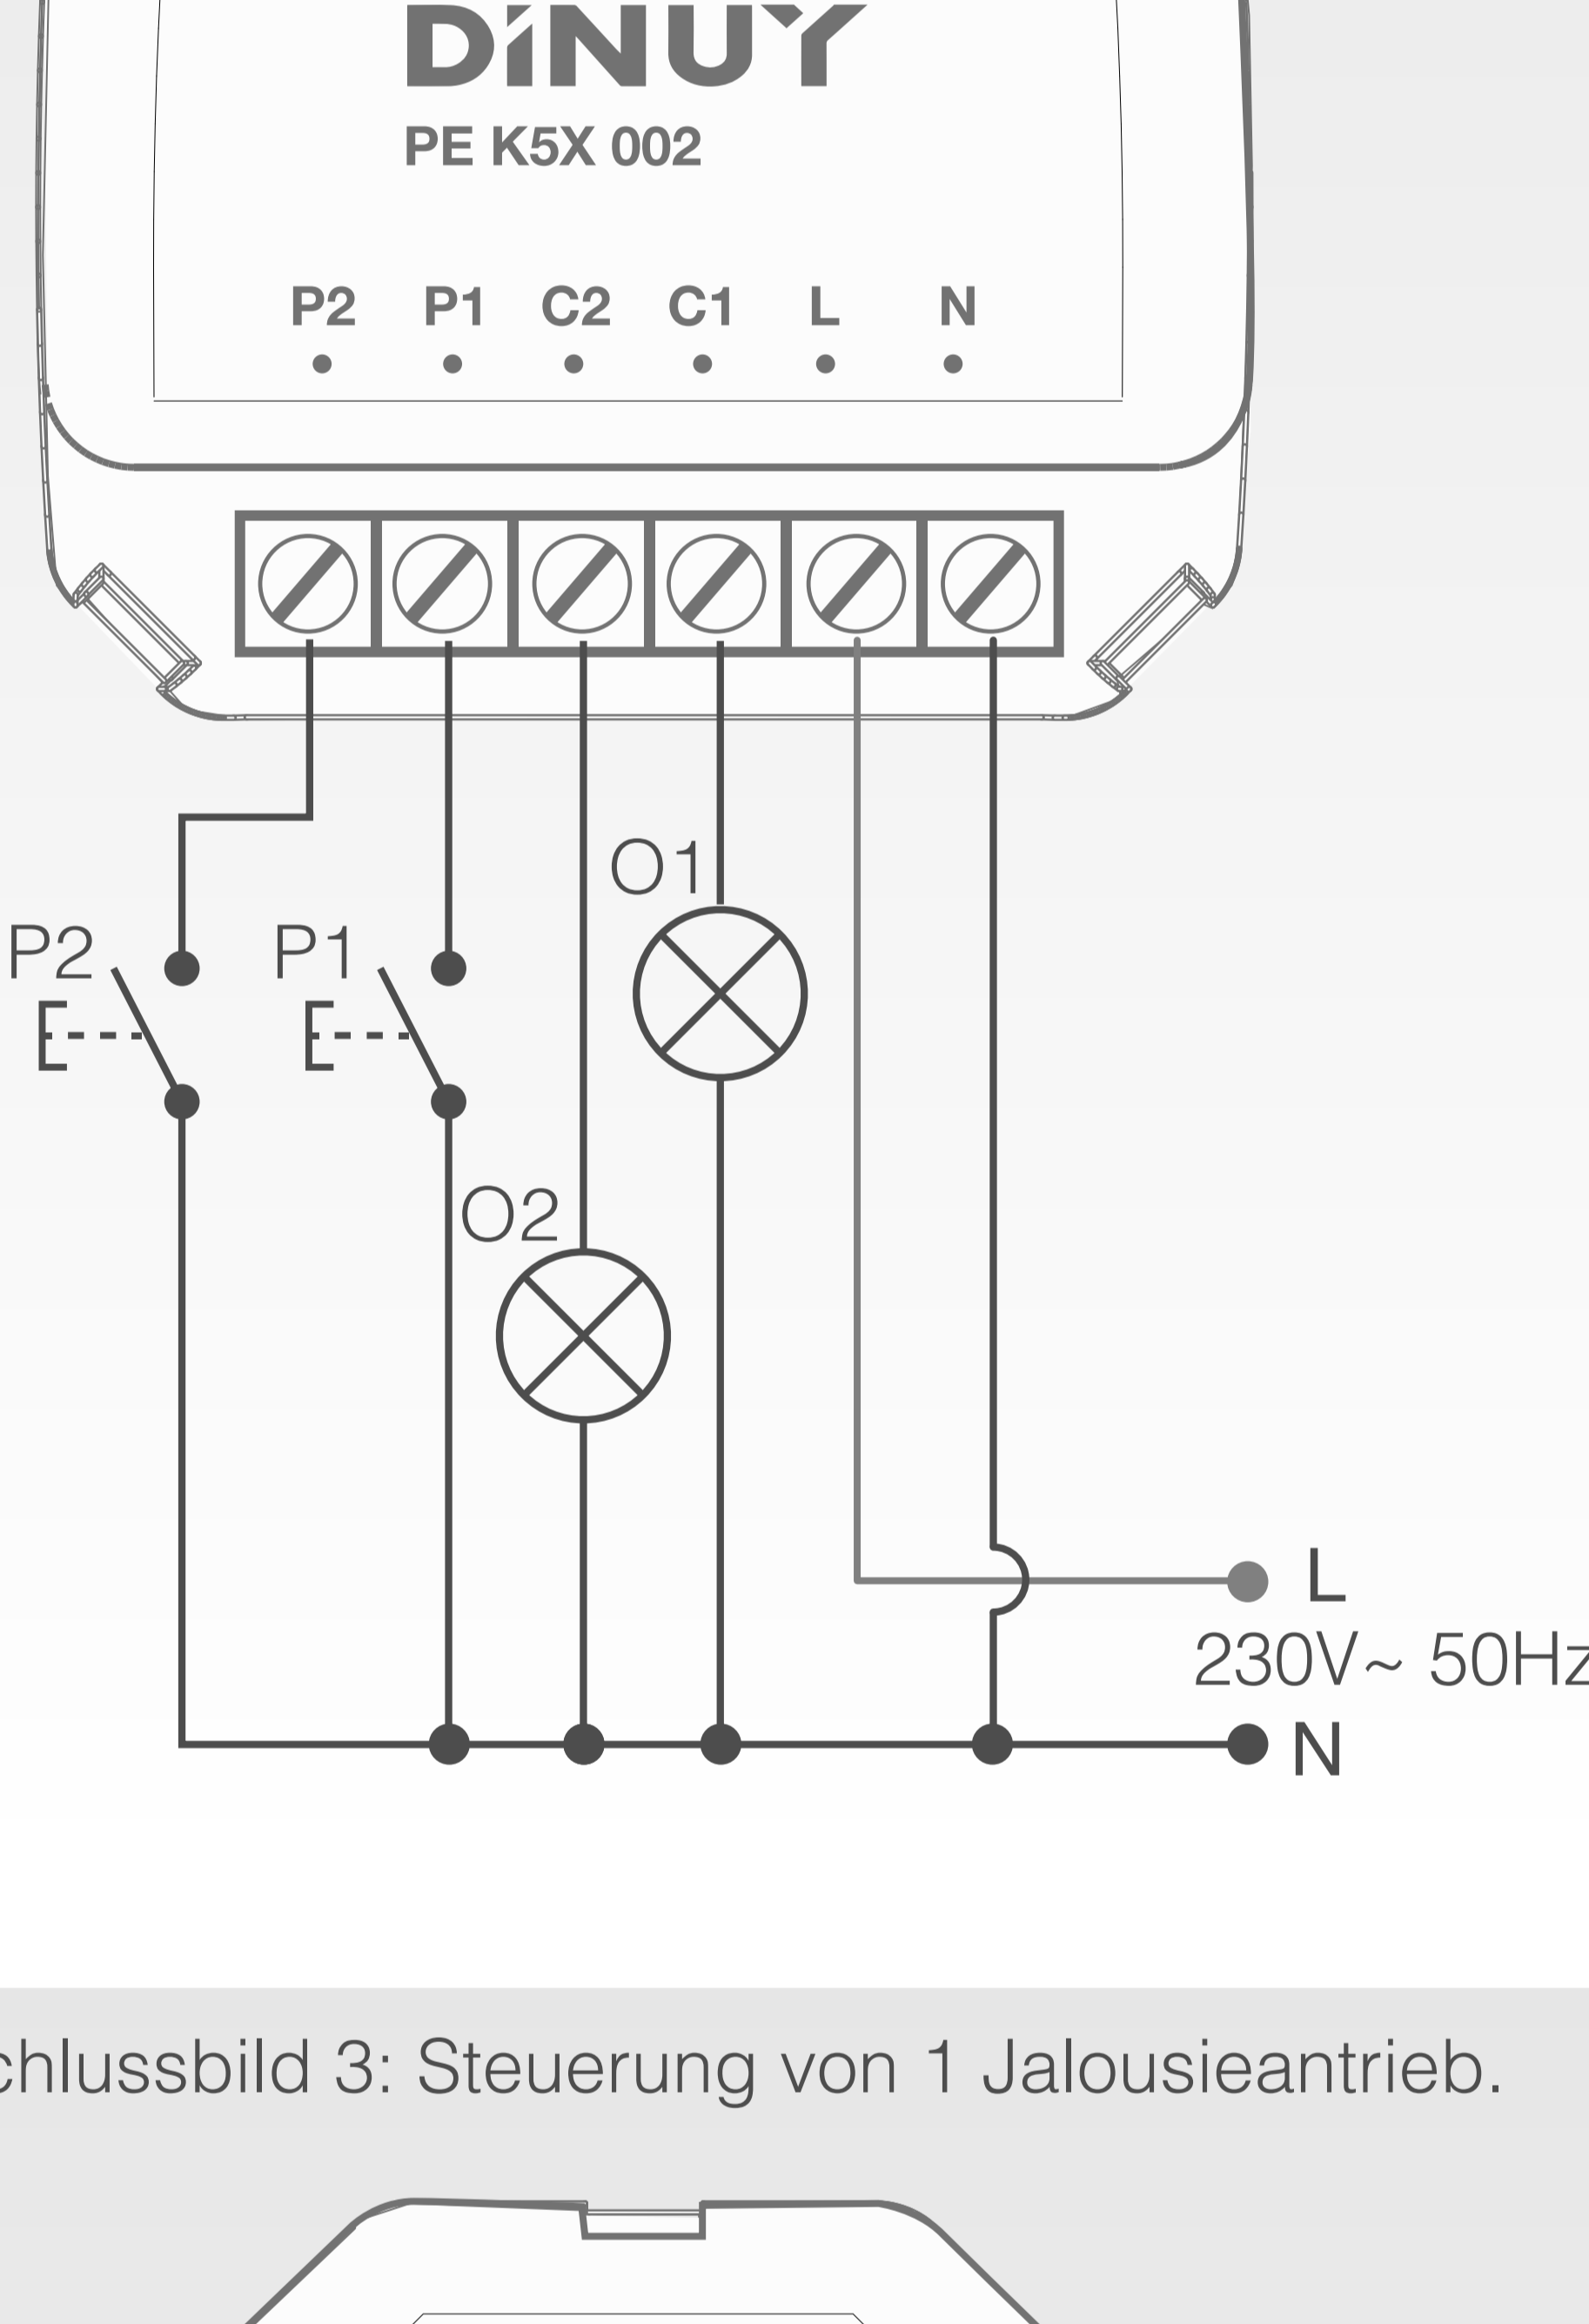 DiNUY
PE K5X 002
P2 P1 C2 C1 L N
O1
P2 P1
O2
L
230V~ 50Hz
N
hlussbild 3: Steuerung von 1 Jalousieantrieb.